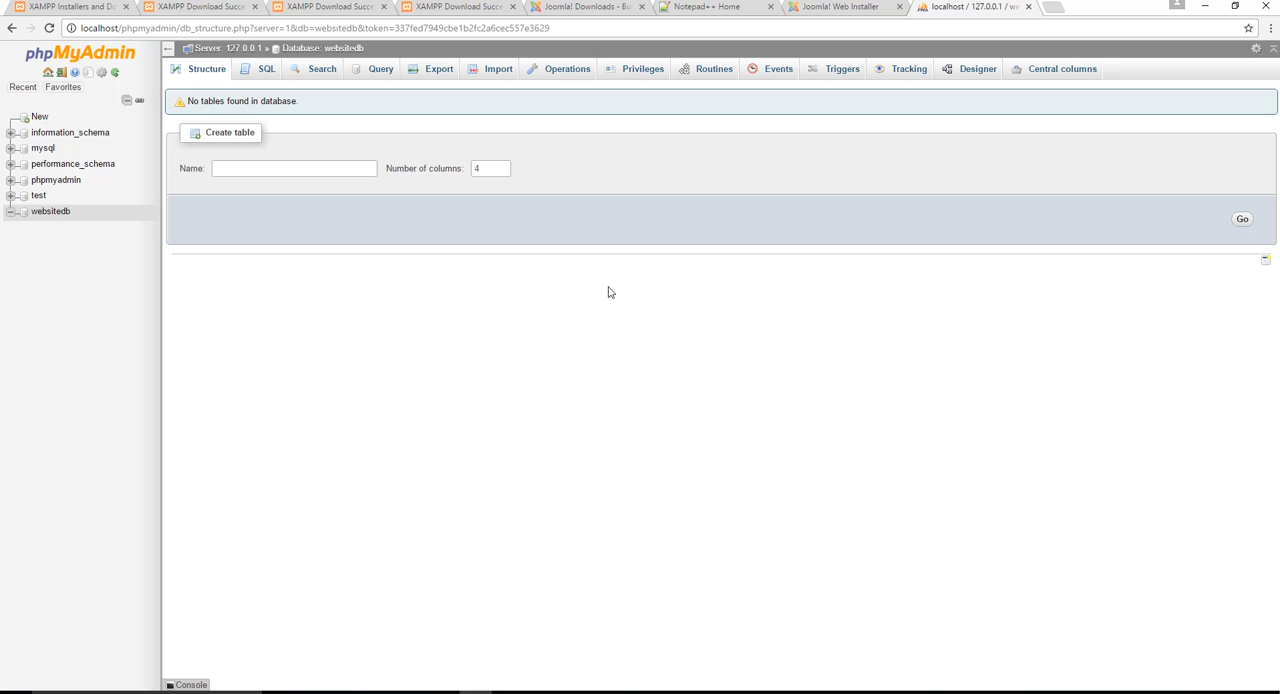 XAMPP Installers and Do
XAMPP Download Succe
XAMPP Download Succe
XAMPP Download Succe
Joomla! Downloads - Bu
Notepad++ Home
Joomla! Web Installer
localhost / 127.0.0.1 / we
localhost/phpmyadmin/db_structure.php?server=1&db=websitedb&token=337fed7949cbe1b2fc2a6cec557e3629
phpMyAdmin
Recent Favorites
New
information_schema
mysql
performance_schema
phpmyadmin
test
websitedb
Server: 127.0.0.1 » Database: websitedb
Structure SQL Search Query Export Import Operations Privileges Routines Events Triggers Tracking Designer Central columns
No tables found in database.
Create table
Name: Number of columns: 4
Go
Console